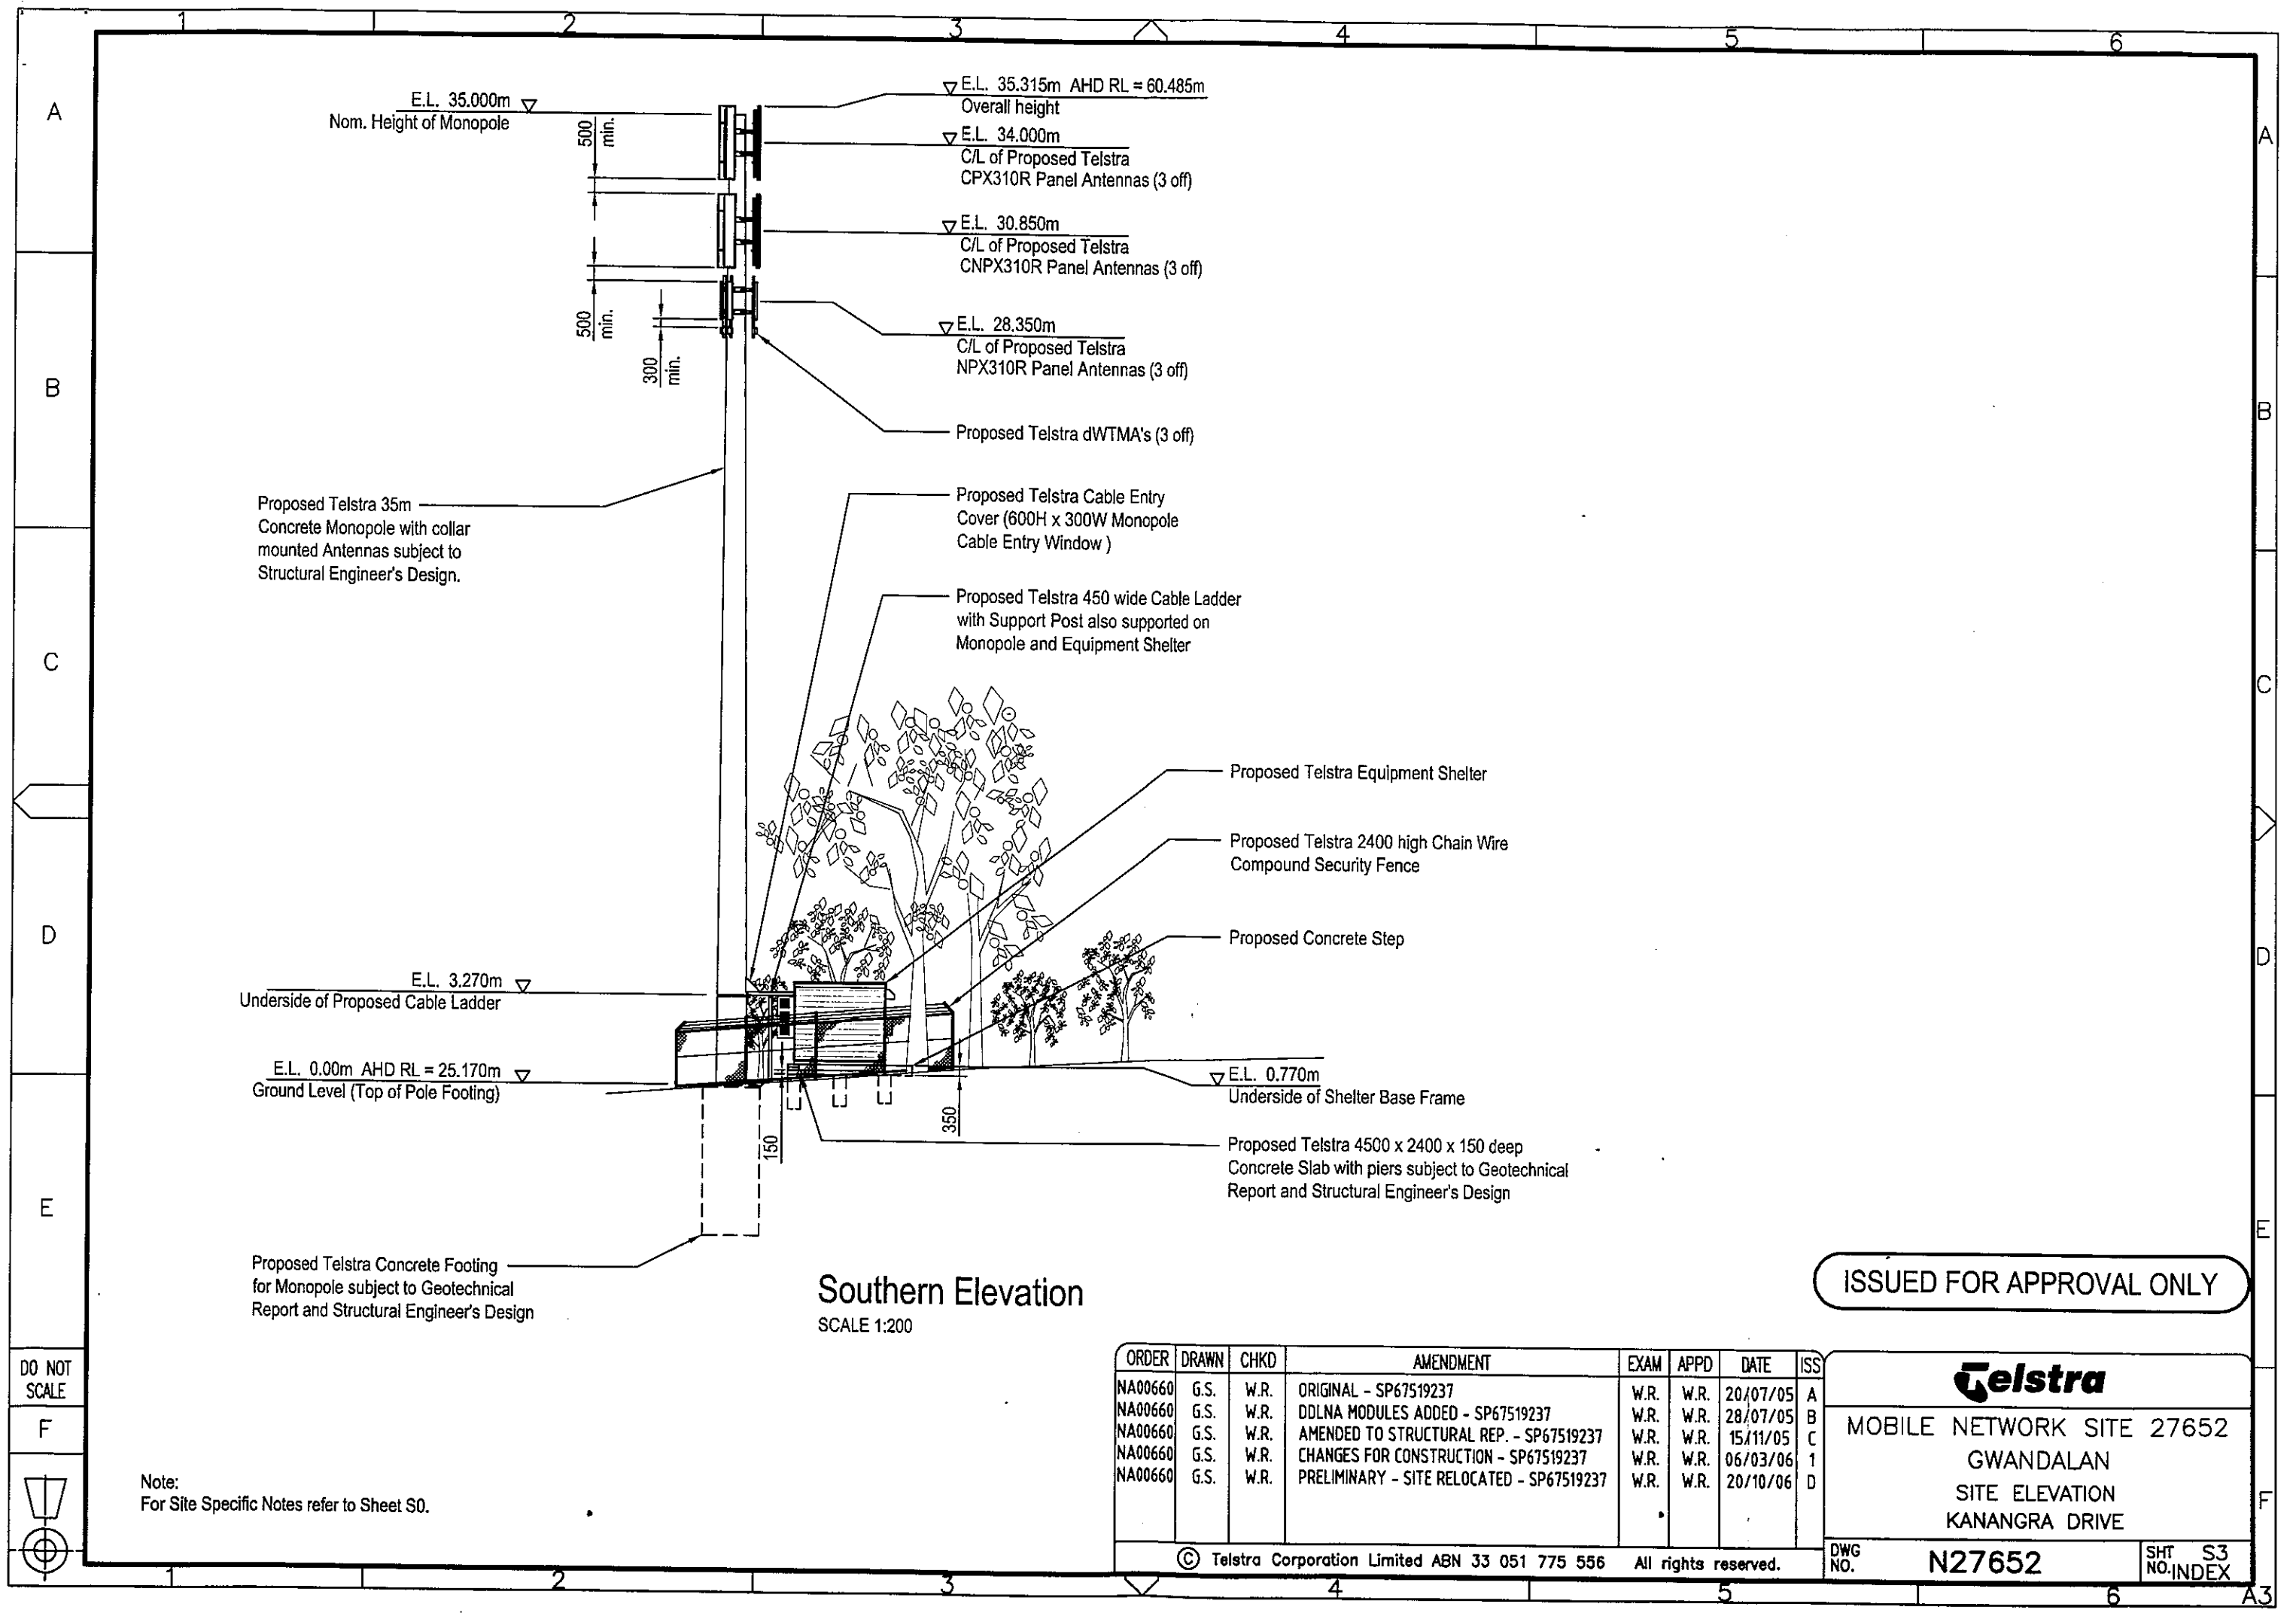 1 2 3 4 5 6
A
A
E.L. 35.000m
Nom. Height of Monopole
500
min.
E.L. 35.315m AHD RL = 60.485m
Overall height
E.L. 34.000m
C/L of Proposed Telstra
CPX310R Panel Antennas (3 off)
E.L. 30.850m
C/L of Proposed Telstra
CNPX310R Panel Antennas (3 off)
500
min.
300
min.
E.L. 28.350m
C/L of Proposed Telstra
NPX310R Panel Antennas (3 off)
B
B
Proposed Telstra dWTMA's (3 off)
Proposed Telstra 35m
Concrete Monopole with collar
mounted Antennas subject to
Structural Engineer's Design.
Proposed Telstra Cable Entry
Cover (600H x 300W Monopole
Cable Entry Window )
Proposed Telstra 450 wide Cable Ladder
with Support Post also supported on
Monopole and Equipment Shelter
C
C
Proposed Telstra Equipment Shelter
Proposed Telstra 2400 high Chain Wire
Compound Security Fence
D
D
Proposed Concrete Step
E.L. 3.270m
Underside of Proposed Cable Ladder
E.L. 0.00m AHD RL = 25.170m
Ground Level (Top of Pole Footing)
E.L. 0.770m
Underside of Shelter Base Frame
150
350
Proposed Telstra 4500 x 2400 x 150 deep
Concrete Slab with piers subject to Geotechnical
Report and Structural Engineer's Design
E
E
Proposed Telstra Concrete Footing
for Monopole subject to Geotechnical
Report and Structural Engineer's Design
Southern Elevation
SCALE 1:200
ISSUED FOR APPROVAL ONLY
DO NOT
SCALE
F
F
Note:
For Site Specific Notes refer to Sheet S0.
ORDER DRAWN CHKD AMENDMENT EXAM APPD DATE ISS
NA00660 G.S. W.R. ORIGINAL - SP67519237 W.R. W.R. 20/07/05 A
NA00660 G.S. W.R. DDLNA MODULES ADDED - SP67519237 W.R. W.R. 28/07/05 B
NA00660 G.S. W.R. AMENDED TO STRUCTURAL REP. - SP67519237 W.R. W.R. 15/11/05 C
NA00660 G.S. W.R. CHANGES FOR CONSTRUCTION - SP67519237 W.R. W.R. 06/03/06 1
NA00660 G.S. W.R. PRELIMINARY - SITE RELOCATED - SP67519237 W.R. W.R. 20/10/06 D
© Telstra Corporation Limited ABN 33 051 775 556 All rights reserved.
Telstra
MOBILE NETWORK SITE 27652
GWANDALAN
SITE ELEVATION
KANANGRA DRIVE
DWG
NO.
N27652
SHT S3
NO. INDEX
1 2 3 4 5 6 A3